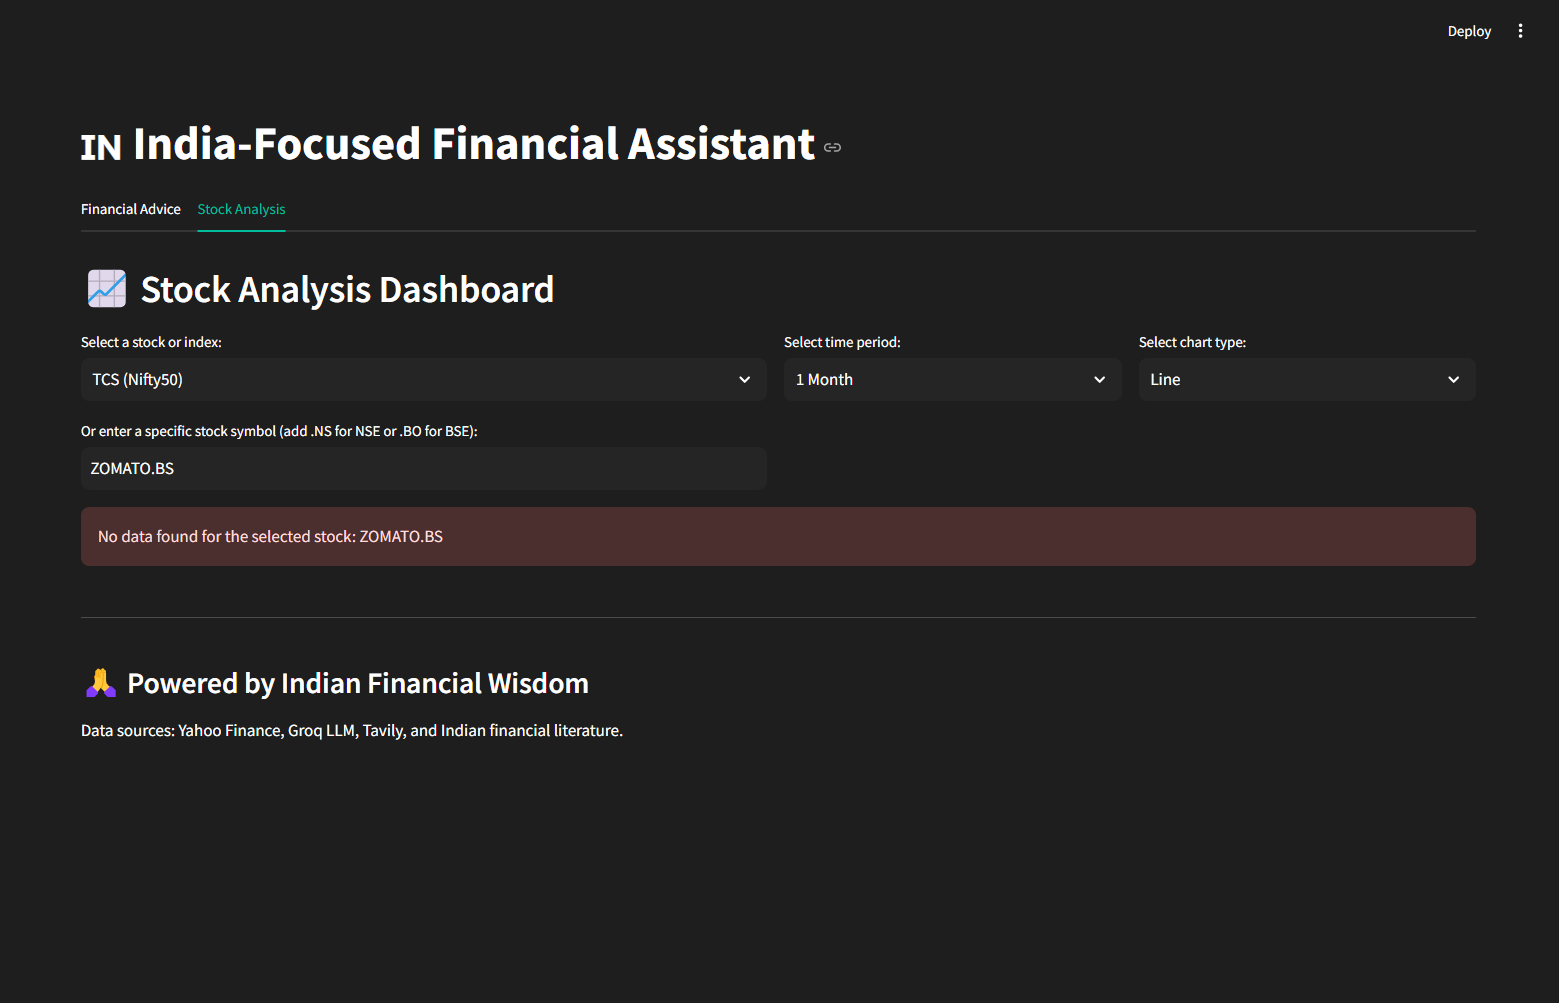 Deploy
IN India-Focused Financial Assistant
Financial Advice Stock Analysis
Stock Analysis Dashboard
Select a stock or index: Select time period: Select chart type:
TCS (Nifty50) 1 Month Line
Or enter a specific stock symbol (add .NS for NSE or .BO for BSE):
ZOMATO.BS
No data found for the selected stock: ZOMATO.BS
Powered by Indian Financial Wisdom
Data sources: Yahoo Finance, Groq LLM, Tavily, and Indian financial literature.